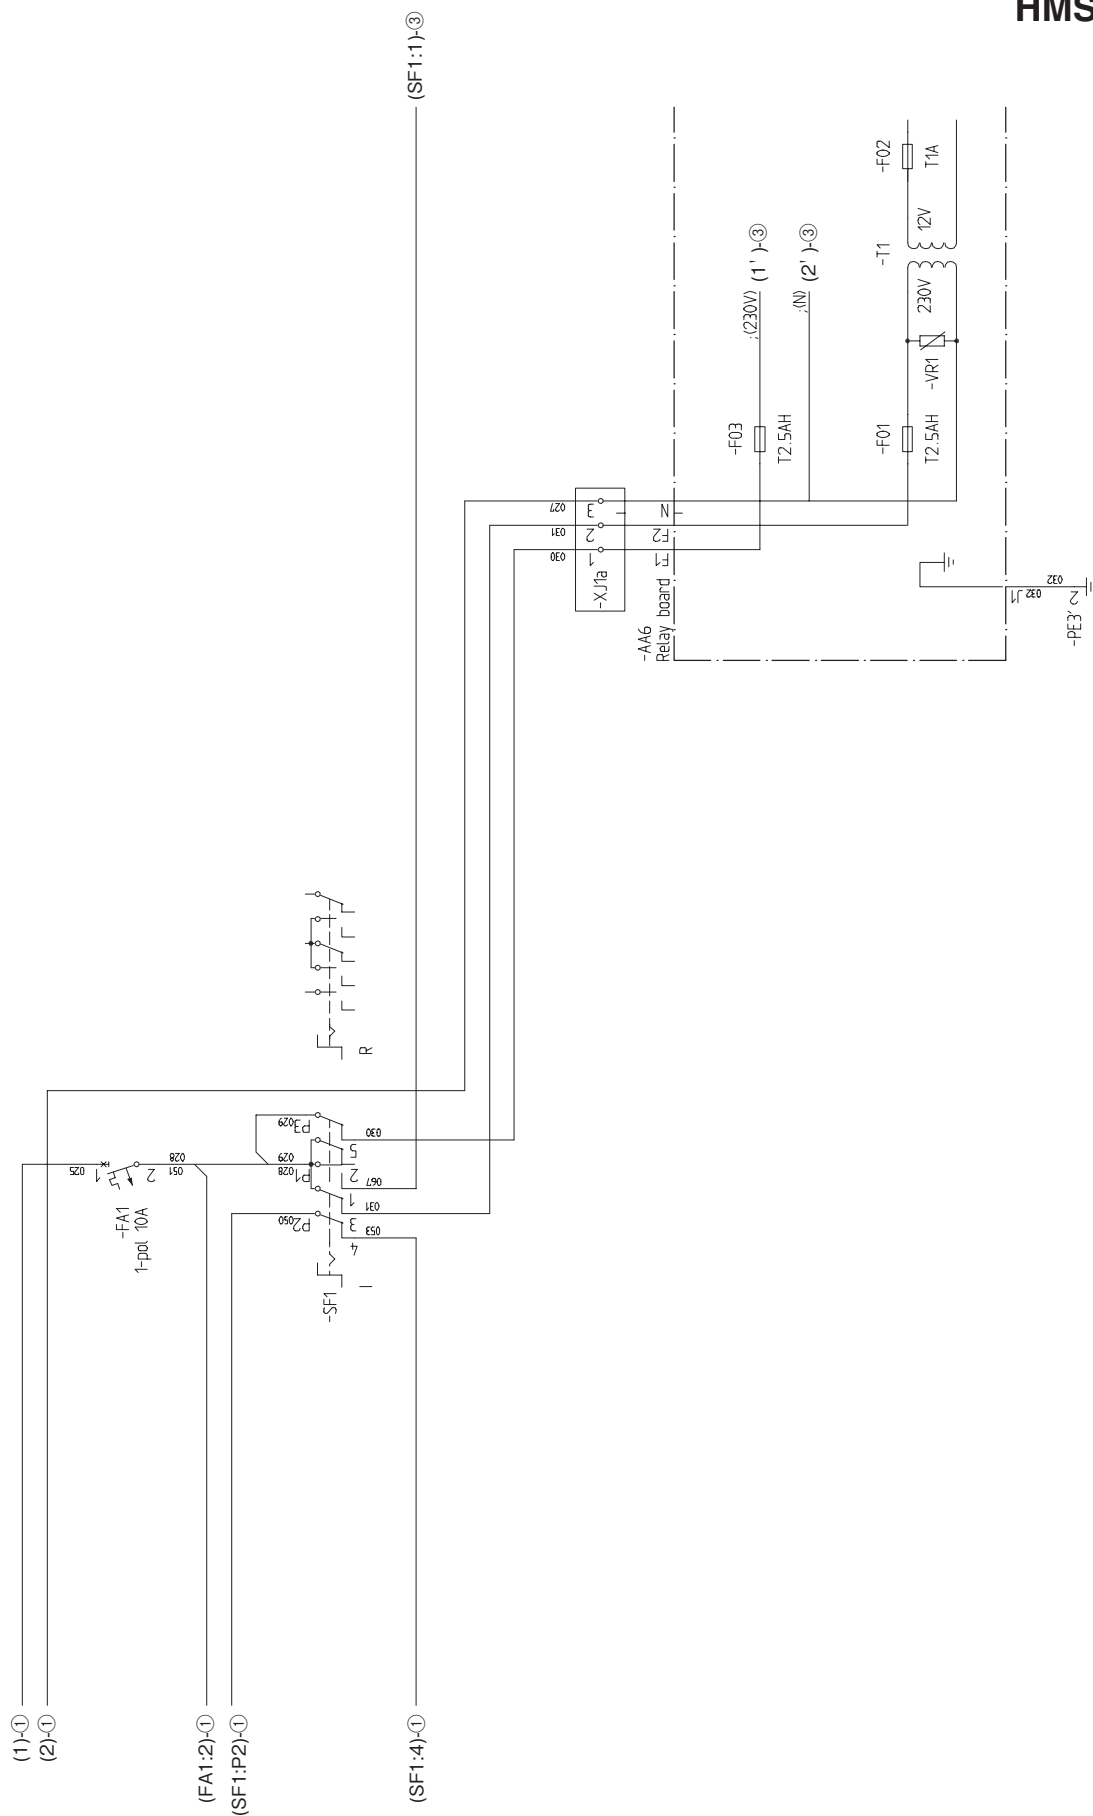 HMS
(SF1:1)-③
-F02
T1A
-T1
12V
230V
(1')-③
(2')-③
:(230V)
:(N)
-VR1
-F03
T2.5AH
-F01
T2.5AH
027
031
030
3
2
1
-XJ1a
N
F2
F1
-AA6
Relay board
032
032
J1
2
-PE3'
R
029
P3
030
5
028
051
029
028
P1
2
067
025
1
2
1
031
-FA1
1-pol 10A
050
P2
3
053
4
-SF1
I
(1)-①
(2)-①
(FA1:2)-①
(SF1:P2)-①
(SF1:4)-①